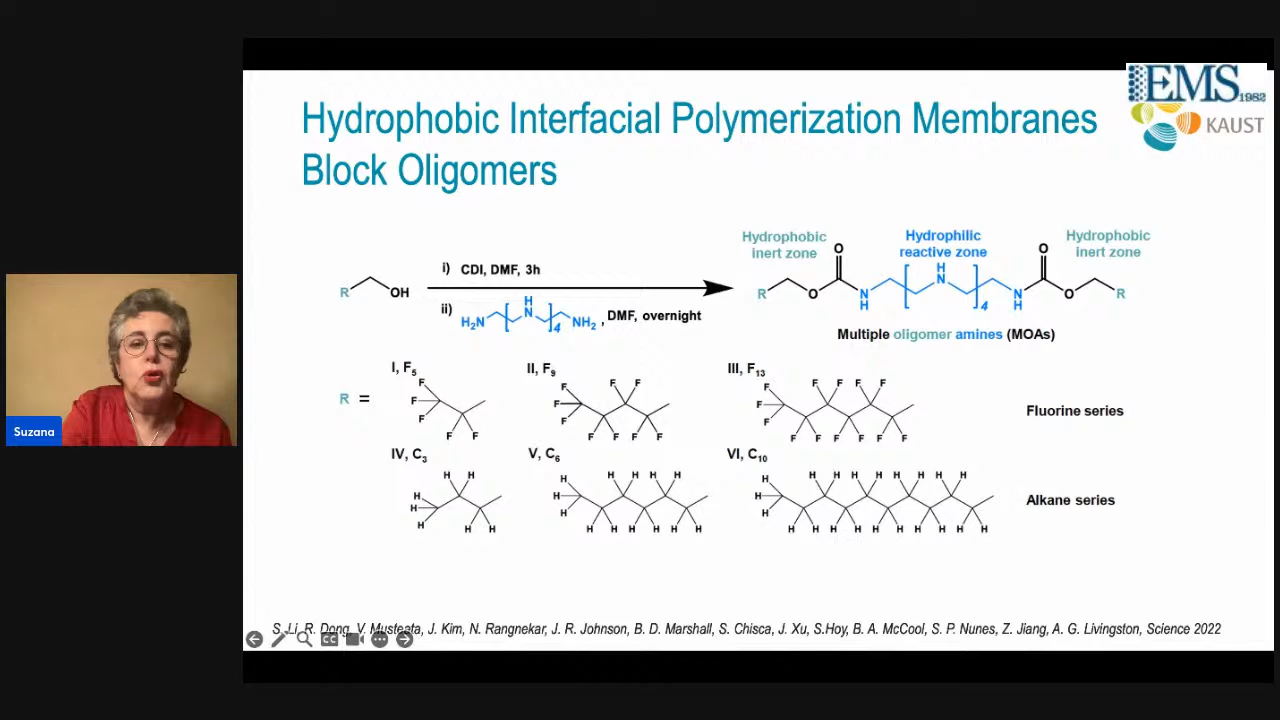 EMS 1982
KAUST
Hydrophobic Interfacial Polymerization Membranes
Block Oligomers
R
OH
i) CDI, DMF, 3h
ii) H2N [ H N ]4 NH2 , DMF, overnight
Hydrophobic
inert zone
Hydrophilic
reactive zone
Hydrophobic
inert zone
R O O N H [ H N ]4 N H O O R
Multiple oligomer amines (MOAs)
R =
I, F5
F F F F F
II, F9
F F F F F F F F F
III, F13
F F F F F F F F F F F F F
Fluorine series
IV, C3
H H H H H H H
V, C6
H H H H H H H H H H H H H
VI, C10
H H H H H H H H H H H H H H H H H H H H H
Alkane series
Suzana
S. Li, R. Dong, V. Musteata, J. Kim, N. Rangnekar, J. R. Johnson, B. D. Marshall, S. Chisca, J. Xu, S.Hoy, B. A. McCool, S. P. Nunes, Z. Jiang, A. G. Livingston, Science 2022
CC